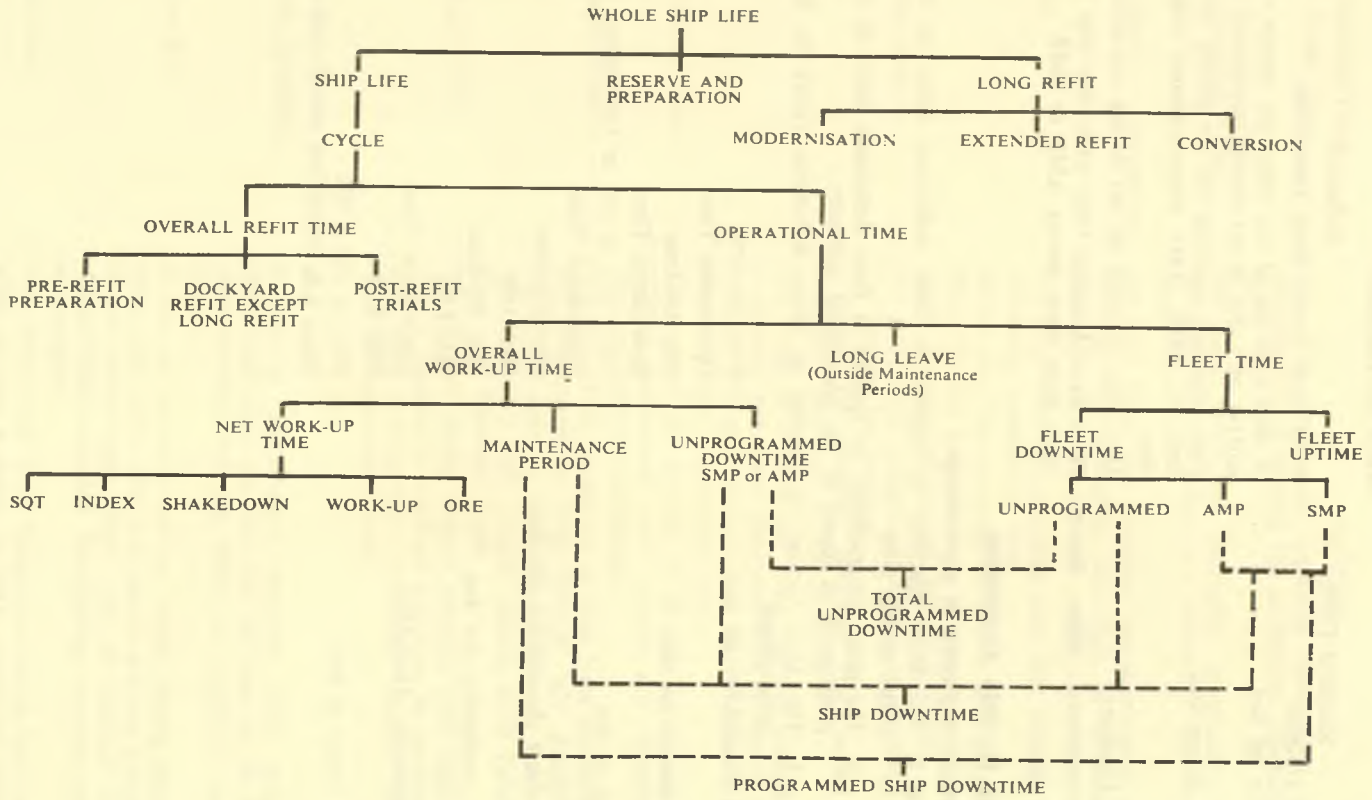 WHOLE SHIP LIFE
SHIP LIFE
RESERVE AND
PREPARATION
LONG REFIT
CYCLE
MODERNISATION
EXTENDED REFIT
CONVERSION
OVERALL REFIT TIME
OPERATIONAL TIME
PRE-REFIT
PREPARATION
DOCKYARD
REFIT EXCEPT
LONG REFIT
POST-REFIT
TRIALS
OVERALL
WORK-UP TIME
LONG LEAVE
(Outside Maintenance
Periods)
FLEET TIME
NET WORK-UP
TIME
MAINTENANCE
PERIOD
UNPROGRAMMED
DOWNTIME
SMP or AMP
FLEET
DOWNTIME
FLEET
UPTIME
SQT
INDEX
SHAKEDOWN
WORK-UP
ORE
UNPROGRAMMED
AMP
SMP
TOTAL
UNPROGRAMMED
DOWNTIME
SHIP DOWNTIME
PROGRAMMED SHIP DOWNTIME